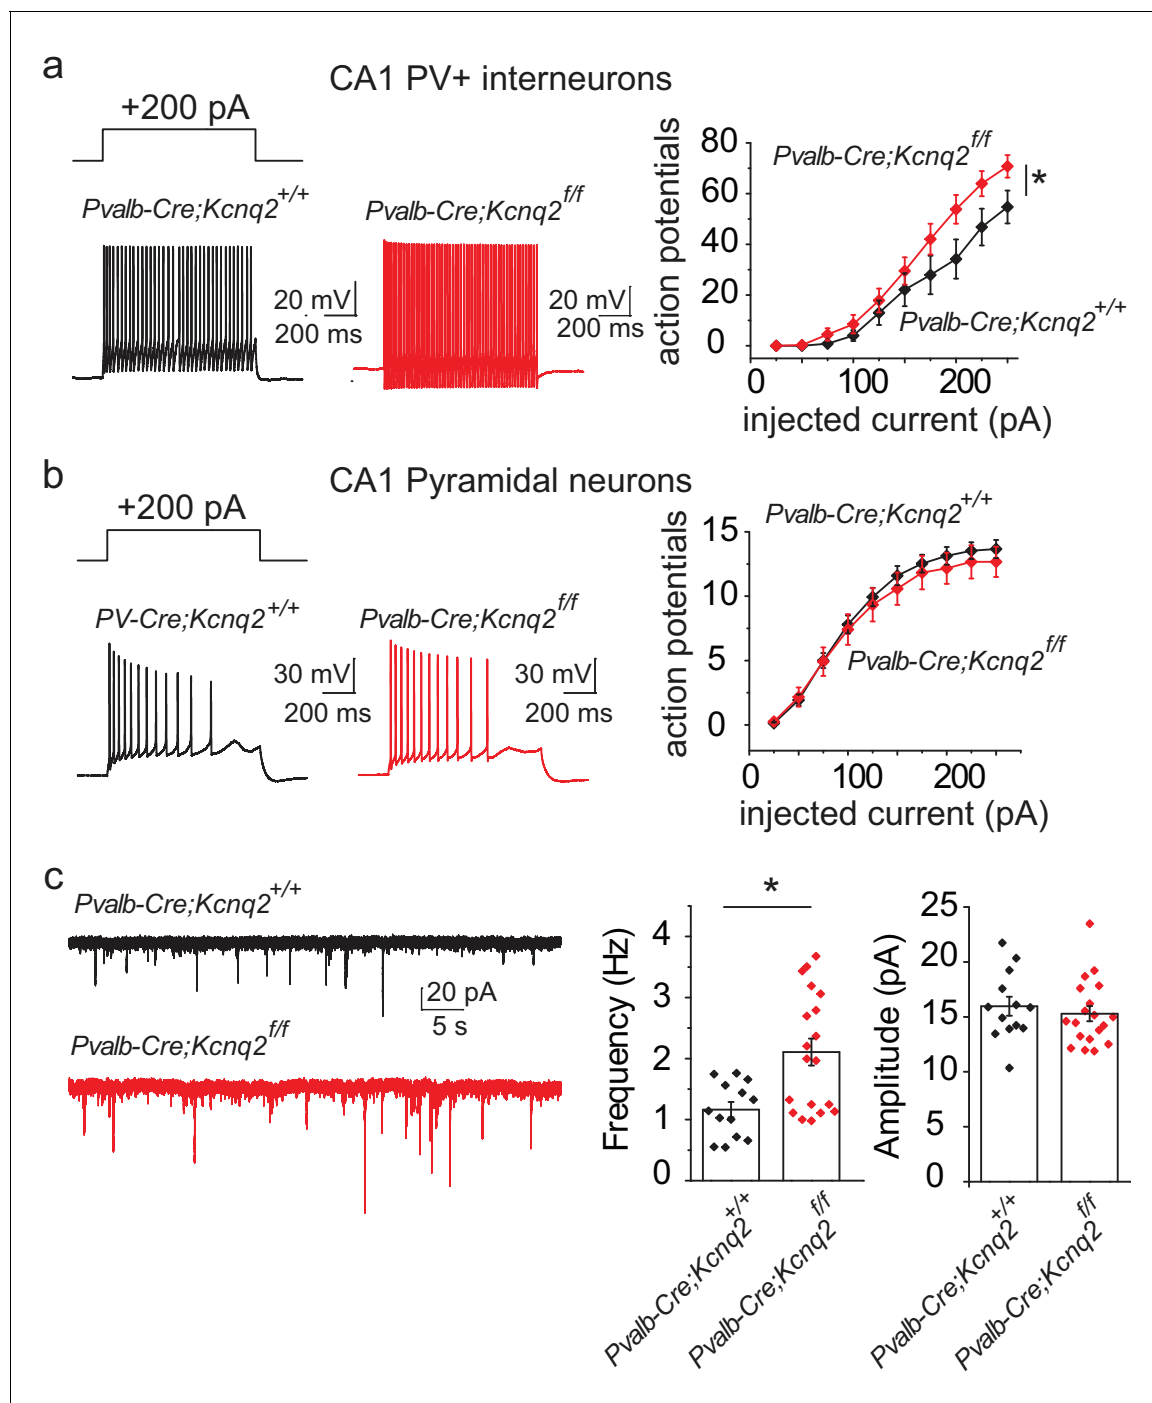 a
CA1 PV+ interneurons
+200 pA
Pvalb-Cre;Kcnq2+/+
20 mV
200 ms
Pvalb-Cre;Kcnq2f/f
20 mV
200 ms
action potentials
80
60
40
20
0
Pvalb-Cre;Kcnq2f/f
*
Pvalb-Cre;Kcnq2+/+
0 100 200
injected current (pA)
b
CA1 Pyramidal neurons
+200 pA
PV-Cre;Kcnq2+/+
30 mV
200 ms
Pvalb-Cre;Kcnq2f/f
30 mV
200 ms
action potentials
15
10
5
0
Pvalb-Cre;Kcnq2+/+
Pvalb-Cre;Kcnq2f/f
0 100 200
injected current (pA)
c
Pvalb-Cre;Kcnq2+/+
20 pA
5 s
Pvalb-Cre;Kcnq2f/f
Frequency (Hz)
4
3
2
1
0
*
Pvalb-Cre;Kcnq2+/+
Pvalb-Cre;Kcnq2f/f
Amplitude (pA)
25
20
15
10
5
0
Pvalb-Cre;Kcnq2+/+
Pvalb-Cre;Kcnq2f/f